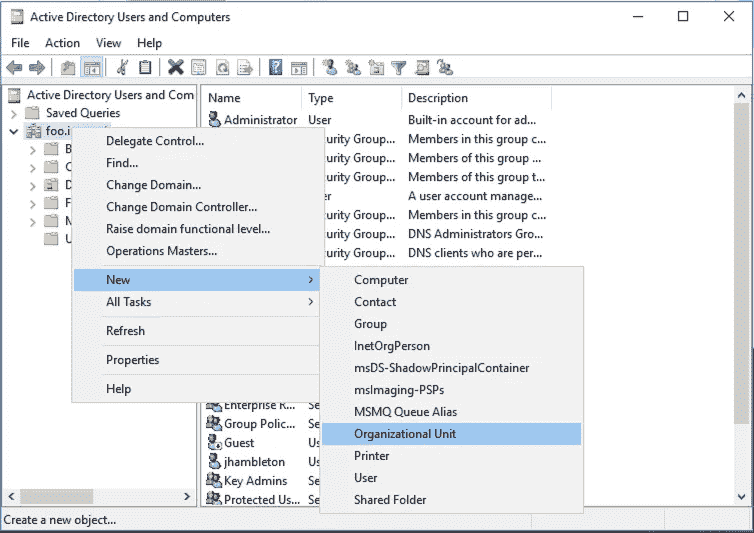 Active Directory Users and Computers
File Action View Help
Active Directory Users and Com
Saved Queries
foo.i
B
C
D
F
N
U
Name Type Description
Administrator User Built-in account for ad...
curity Group... Members in this group c...
curity Group... Members of this group ...
curity Group... Members of this group t...
er A user account manage...
curity Group... Members in this group c...
curity Group... DNS Administrators Gro...
curity Group... DNS clients who are per...
Delegate Control...
Find...
Change Domain...
Change Domain Controller...
Raise domain functional level...
Operations Masters...
New
All Tasks
Refresh
Properties
Help
Computer
Contact
Group
InetOrgPerson
msDS-ShadowPrincipalContainer
msImaging-PSPs
MSMQ Queue Alias
Organizational Unit
Printer
User
Shared Folder
Enterprise R... Se
Group Polic... Se
Guest Us
jhambleton Us
Key Admins Se
Protected Us... Se
Create a new object...